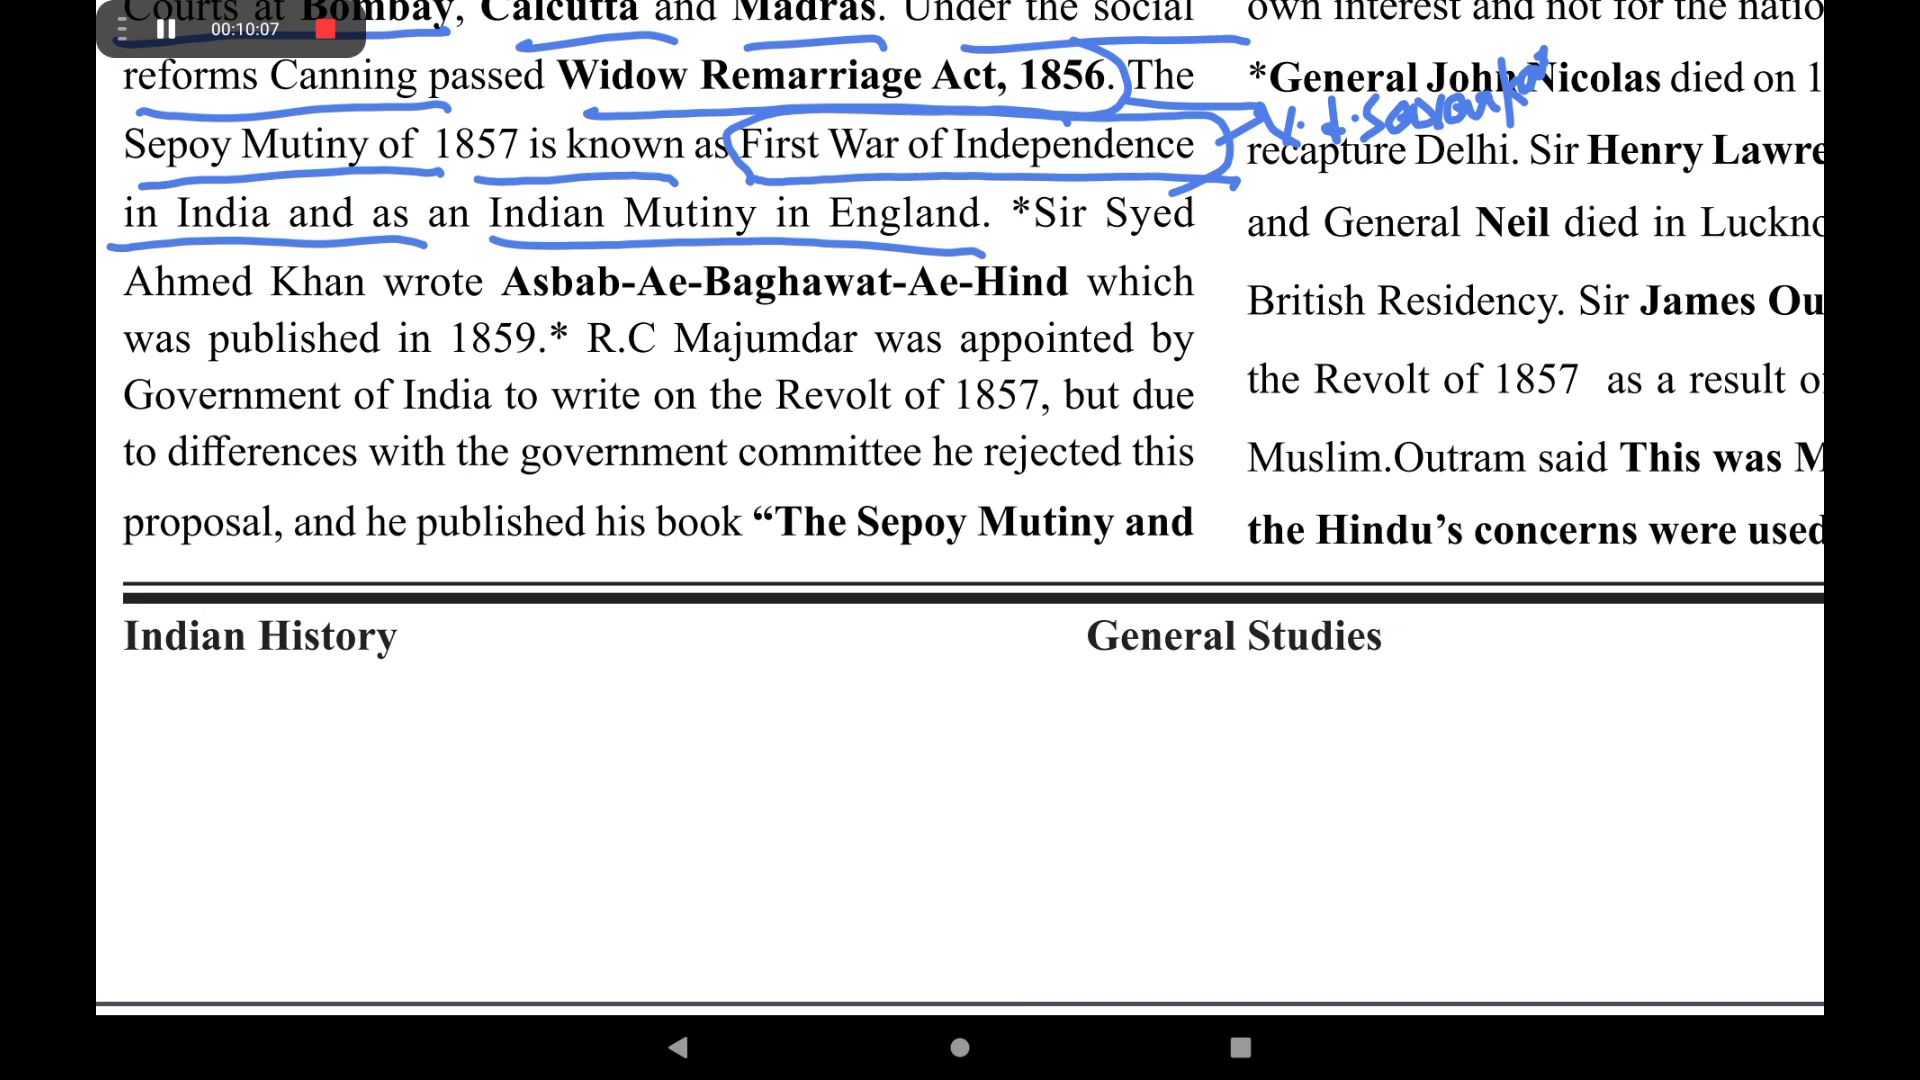 00:10:07
Courts at Bombay, Calcutta and Madras. Under the social
reforms Canning passed Widow Remarriage Act, 1856. The
Sepoy Mutiny of 1857 is known as First War of Independence
in India and as an Indian Mutiny in England. *Sir Syed
Ahmed Khan wrote Asbab-Ae-Baghawat-Ae-Hind which
was published in 1859.* R.C Majumdar was appointed by
Government of India to write on the Revolt of 1857, but due
to differences with the government committee he rejected this
proposal, and he published his book “The Sepoy Mutiny and
own interest and not for the natio
*General John Nicolas died on 1
V. d. Savarkar
recapture Delhi. Sir Henry Lawre
and General Neil died in Luckno
British Residency. Sir James Ou
the Revolt of 1857 as a result of
Muslim.Outram said This was M
the Hindu’s concerns were used
Indian History
General Studies